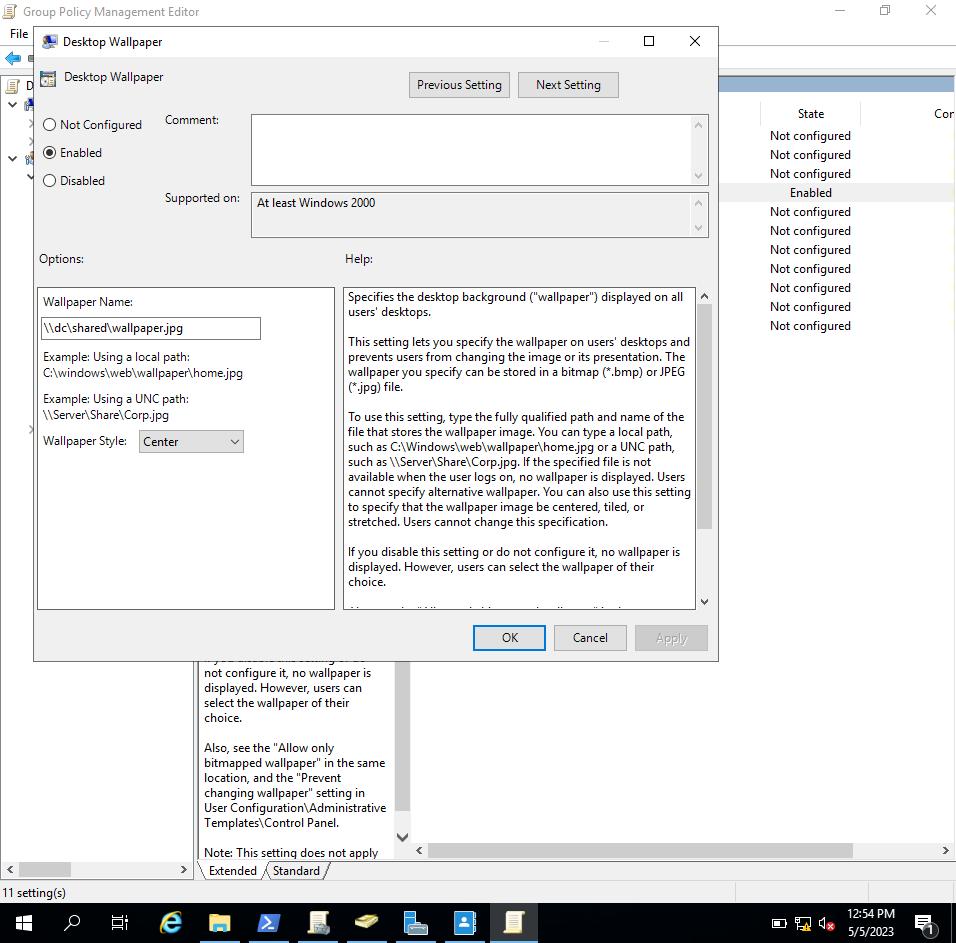 Group Policy Management Editor
File
Desktop Wallpaper
Desktop Wallpaper
Previous Setting
Next Setting
D
Not Configured
Enabled
Disabled
Comment:
Supported on:
At least Windows 2000
Options:
Help:
Wallpaper Name:
\\dc\shared\wallpaper.jpg
Example: Using a local path:
C:\windows\web\wallpaper\home.jpg
Example: Using a UNC path:
\\Server\Share\Corp.jpg
Wallpaper Style:
Center
Specifies the desktop background ("wallpaper") displayed on all
users' desktops.
This setting lets you specify the wallpaper on users' desktops and
prevents users from changing the image or its presentation. The
wallpaper you specify can be stored in a bitmap (*.bmp) or JPEG
(*.jpg) file.
To use this setting, type the fully qualified path and name of the
file that stores the wallpaper image. You can type a local path,
such as C:\Windows\web\wallpaper\home.jpg or a UNC path,
such as \\Server\Share\Corp.jpg. If the specified file is not
available when the user logs on, no wallpaper is displayed. Users
cannot specify alternative wallpaper. You can also use this setting
to specify that the wallpaper image be centered, tiled, or
stretched. Users cannot change this specification.
If you disable this setting or do not configure it, no wallpaper is
displayed. However, users can select the wallpaper of their
choice.
OK
Cancel
Apply
State
Cor
Not configured
Not configured
Not configured
Enabled
Not configured
Not configured
Not configured
Not configured
Not configured
Not configured
Not configured
not configure it, no wallpaper is
displayed. However, users can
select the wallpaper of their
choice.
Also, see the "Allow only
bitmapped wallpaper" in the same
location, and the "Prevent
changing wallpaper" setting in
User Configuration\Administrative
Templates\Control Panel.
Note: This setting does not apply
Extended
Standard
11 setting(s)
12:54 PM
5/5/2023
1